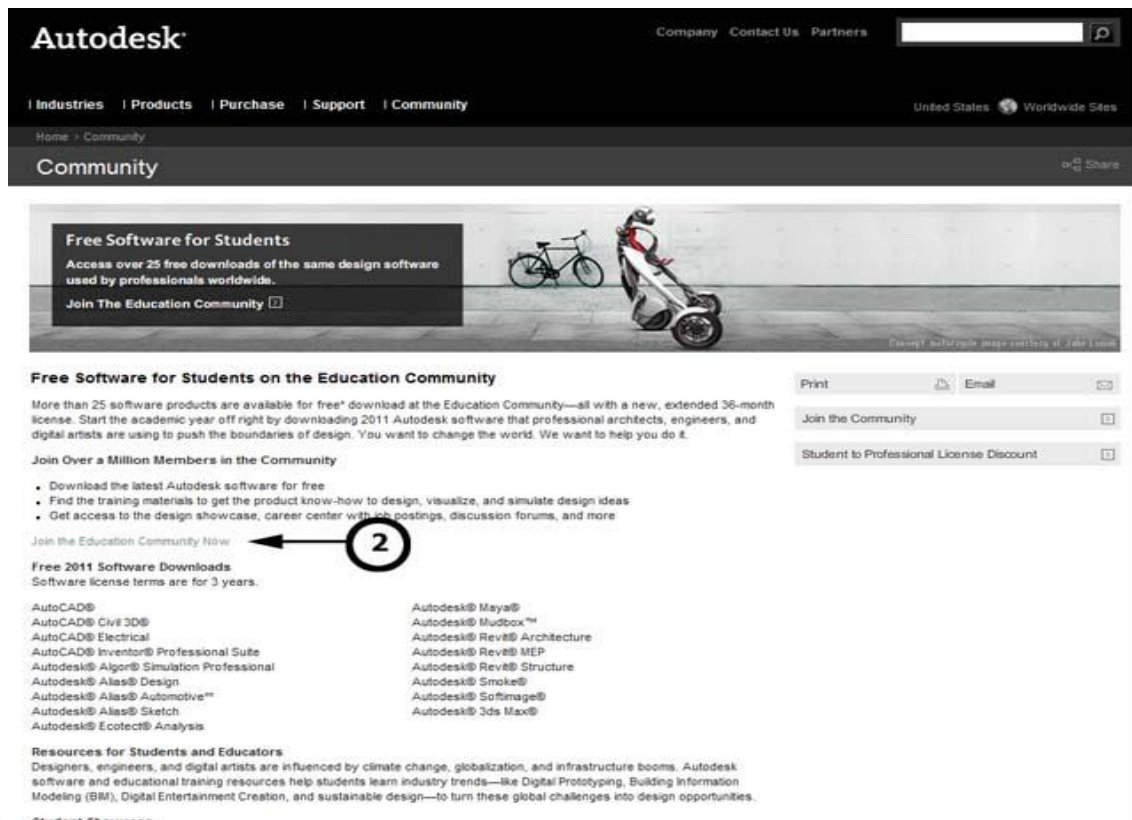 Autodesk
Company Contact Us Partners
| Industries | Products | Purchase | Support | Community
United States Worldwide Sites
Home > Community
Community
Share
Free Software for Students
Access over 25 free downloads of the same design software
used by professionals worldwide.
Join The Education Community
Concept motorcycle image courtesy of
Free Software for Students on the Education Community
More than 25 software products are available for free* download at the Education Community—all with a new, extended 36-month
license. Start the academic year off right by downloading 2011 Autodesk software that professional architects, engineers, and
digital artists are using to push the boundaries of design. You want to change the world. We want to help you do it.
Print
Email
Join the Community
Student to Professional License Discount
Join Over a Million Members in the Community
• Download the latest Autodesk software for free
• Find the training materials to get the product know-how to design, visualize, and simulate design ideas
• Get access to the design showcase, career center with job postings, discussion forums, and more
Join the Education Community Now
2
Free 2011 Software Downloads
Software license terms are for 3 years.
AutoCAD®
AutoCAD® Civil 3D®
AutoCAD® Electrical
AutoCAD® Inventor® Professional Suite
Autodesk® Algor® Simulation Professional
Autodesk® Alias® Design
Autodesk® Alias® Automotive™
Autodesk® Alias® Sketch
Autodesk® Ecotect® Analysis
Autodesk® Maya®
Autodesk® Mudbox™
Autodesk® Revit® Architecture
Autodesk® Revit® MEP
Autodesk® Revit® Structure
Autodesk® Smoke®
Autodesk® Softimage®
Autodesk® 3ds Max®
Resources for Students and Educators
Designers, engineers, and digital artists are influenced by climate change, globalization, and infrastructure booms. Autodesk
software and educational training resources help students learn industry trends—like Digital Prototyping, Building Information
Modeling (BIM), Digital Entertainment Creation, and sustainable design—to turn these global challenges into design opportunities.
Student Showcase